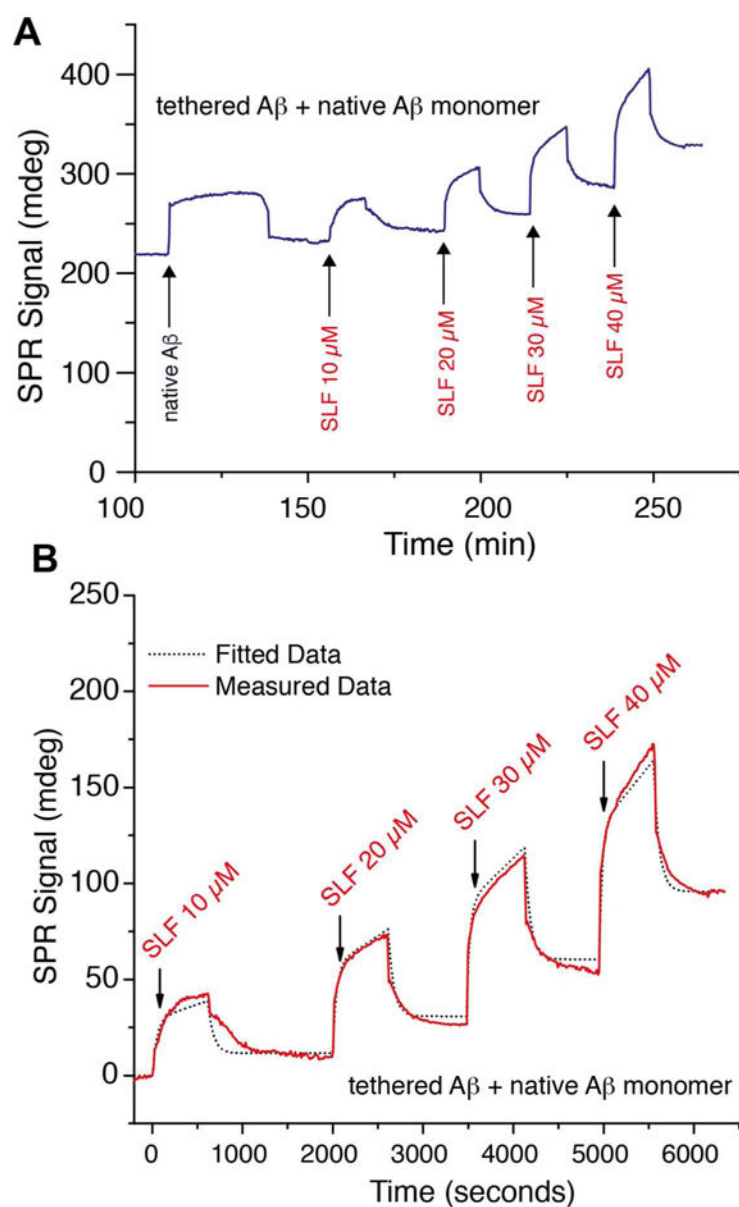 A
SPR Signal (mdeg)
400
300
200
100
0
tethered Aβ + native Aβ monomer
native Aβ
SLF 10 µM
SLF 20 µM
SLF 30 µM
SLF 40 µM
100
150
200
250
Time (min)
B
SPR Signal (mdeg)
250
200
150
100
50
0
Fitted Data
Measured Data
SLF 10 µM
SLF 20 µM
SLF 30 µM
SLF 40 µM
tethered Aβ + native Aβ monomer
0
1000
2000
3000
4000
5000
6000
Time (seconds)